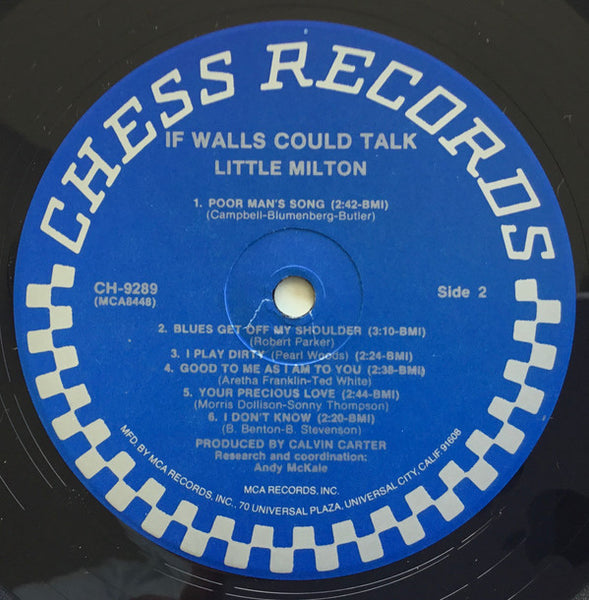 CHESS RECORDS
IF WALLS COULD TALK
LITTLE MILTON
1. POOR MAN'S SONG (2:42-BMI)
(Campbell-Blumenberg-Butler)
CH-9289
(MCA8448)
Side 2
2. BLUES GET OFF MY SHOULDER (3:10-BMI)
(Robert Parker)
3. I PLAY DIRTY (Pearl Woods) (2:24-BMI)
4. GOOD TO ME AS I AM TO YOU (2:38-BMI)
(Aretha Franklin-Ted White)
5. YOUR PRECIOUS LOVE (2:44-BMI)
(Morris Dollison-Sonny Thompson)
6. I DON'T KNOW (2:20-BMI)
(B. Benton-B. Stevenson)
PRODUCED BY CALVIN CARTER
Research and coordination:
Andy McKaie
MCA RECORDS, INC.
MFD. BY MCA RECORDS, INC., 70 UNIVERSAL PLAZA, UNIVERSAL CITY, CALIF. 91608